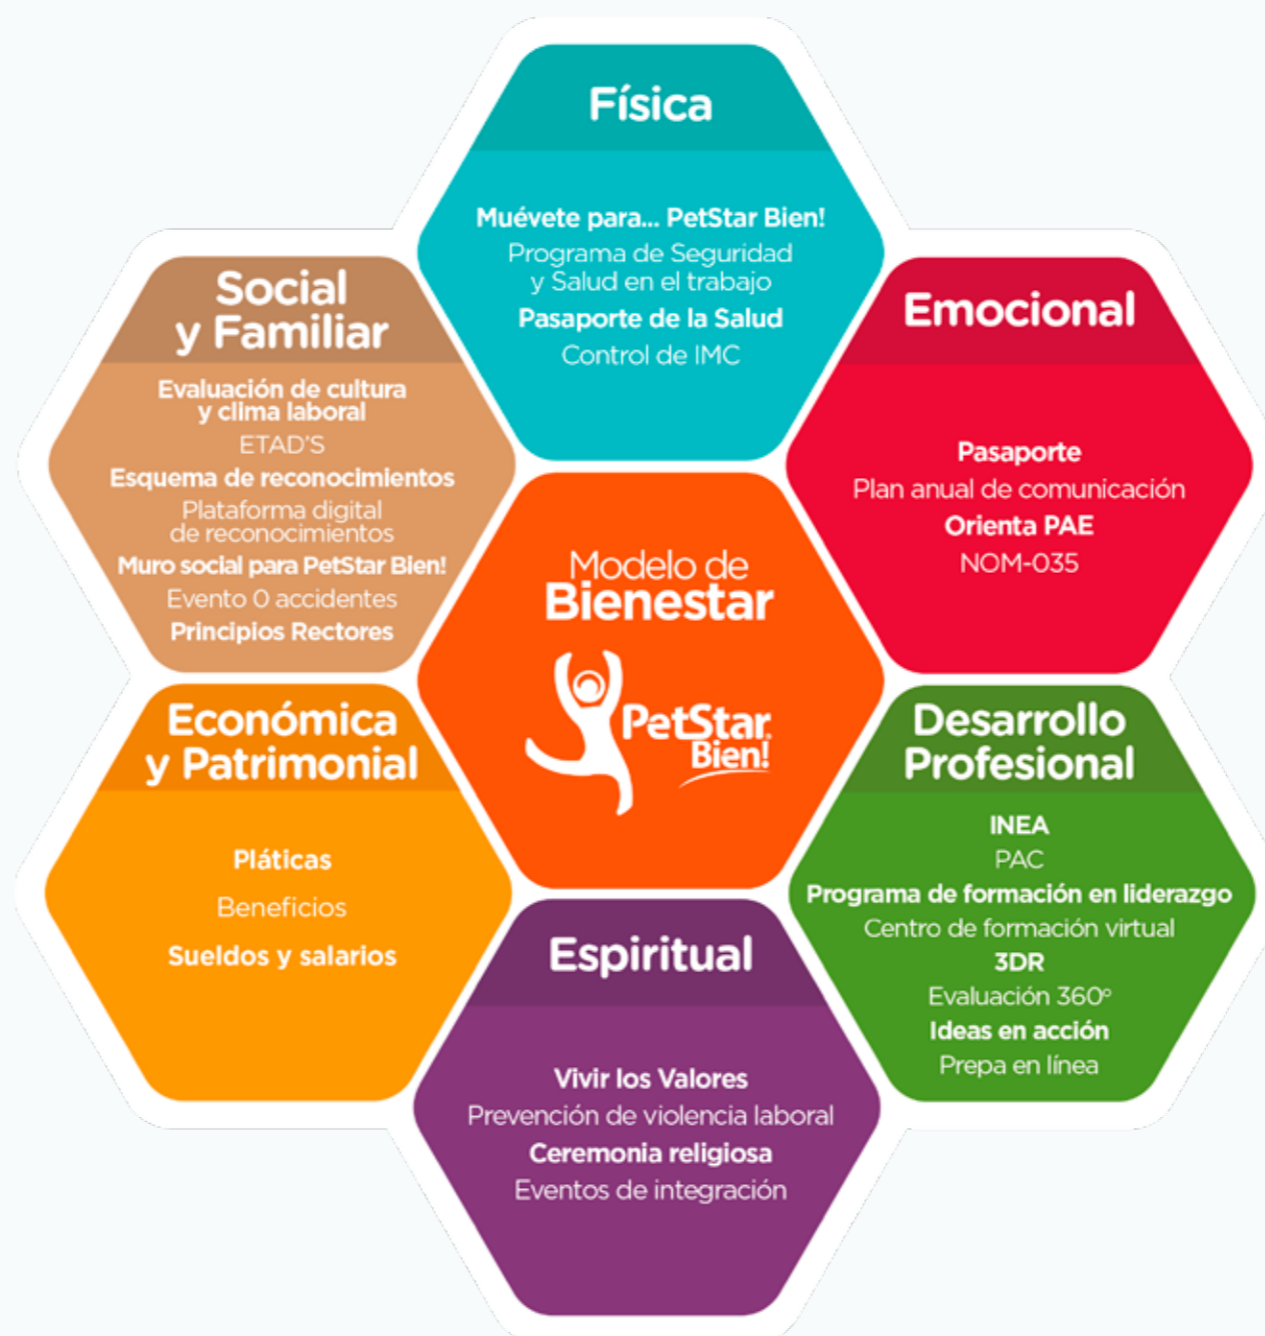 Física
Muévete para... PetStar Bien!
Programa de Seguridad
y Salud en el trabajo
Pasaporte de la Salud
Control de IMC
Social
y Familiar
Evaluación de cultura
y clima laboral
ETAD'S
Esquema de reconocimientos
Plataforma digital
de reconocimientos
Muro social para PetStar Bien!
Evento 0 accidentes
Principios Rectores
Emocional
Pasaporte
Plan anual de comunicación
Orienta PAE
NOM-035
Modelo de
Bienestar
PetStar®
Bien!
Económica
y Patrimonial
Pláticas
Beneficios
Sueldos y salarios
Desarrollo
Profesional
INEA
PAC
Programa de formación en liderazgo
Centro de formación virtual
3DR
Evaluación 360º
Ideas en acción
Prepa en línea
Espiritual
Vivir los Valores
Prevención de violencia laboral
Ceremonia religiosa
Eventos de integración